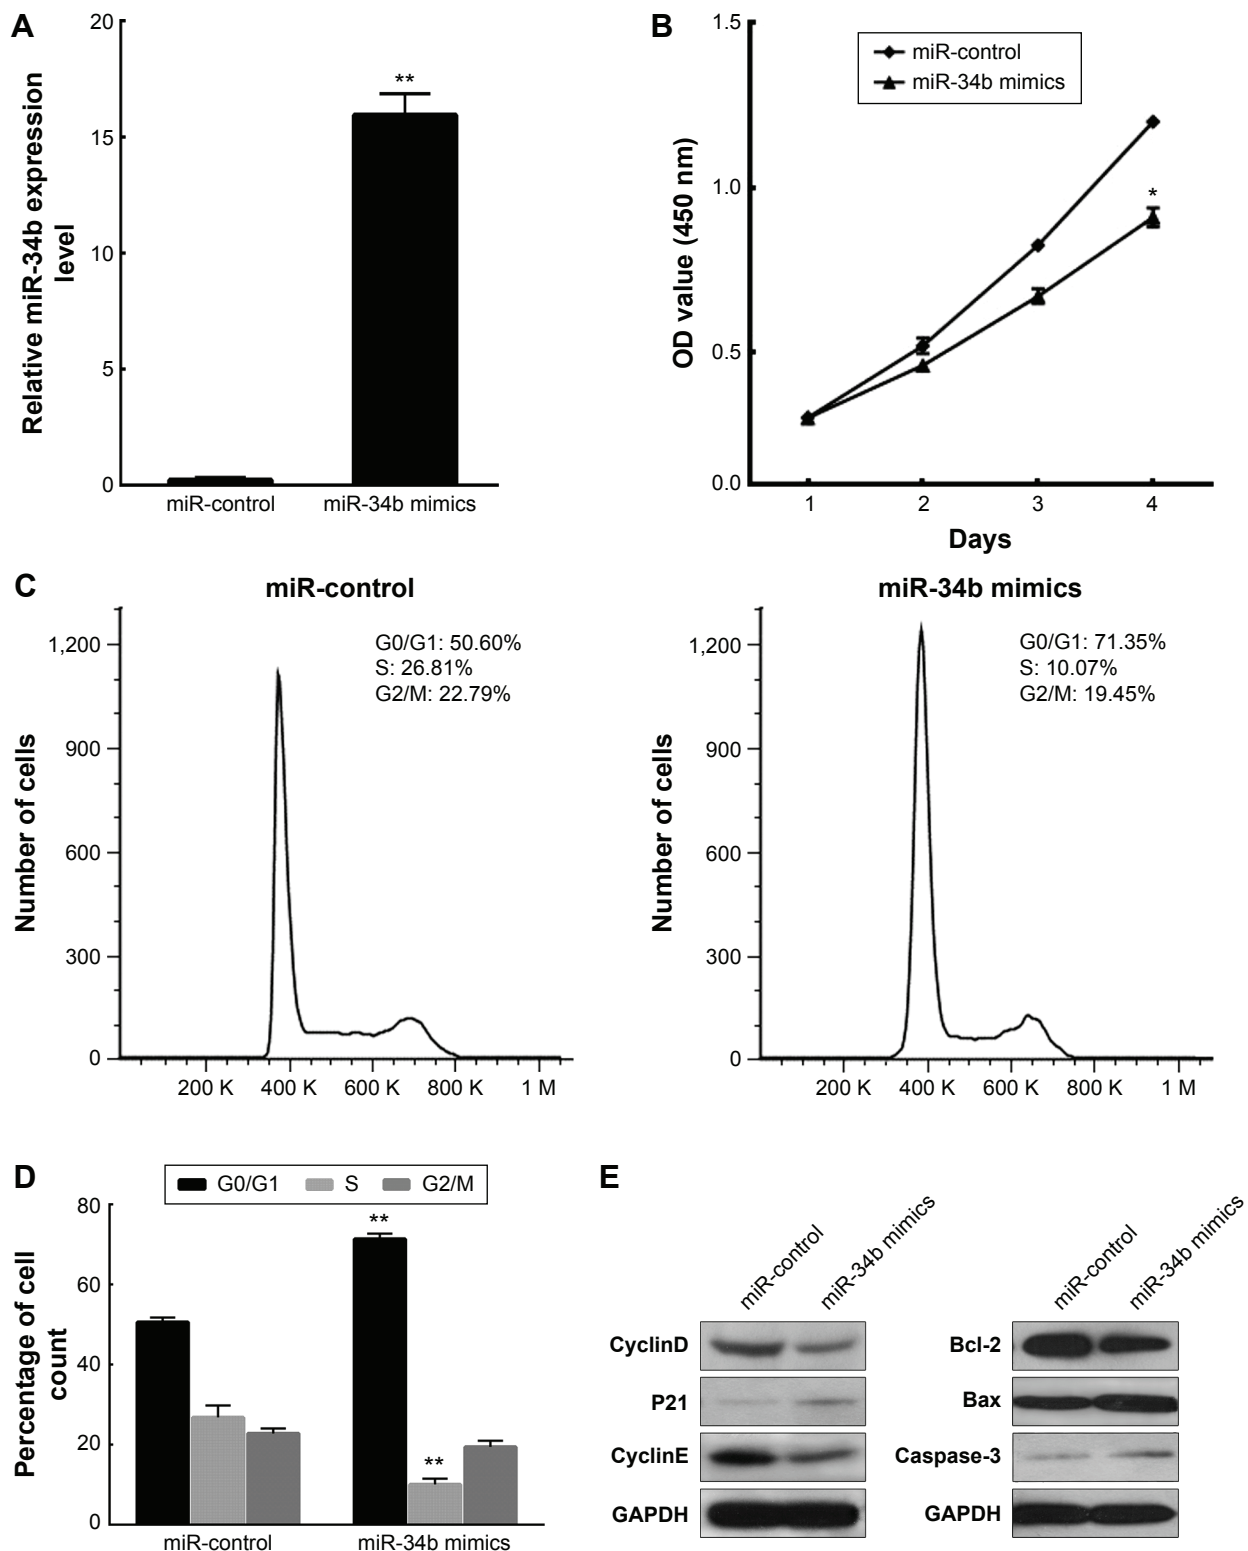 A
Relative miR-34b expression
level
20
15
10
5
0
**
miR-control
miR-34b mimics
B
OD value (450 nm)
1.5
1.0
0.5
0.0
miR-control
miR-34b mimics
*
1
2
3
4
Days
C
miR-control
Number of cells
1,200
900
600
300
0
G0/G1: 50.60%
S: 26.81%
G2/M: 22.79%
200 K
400 K
600 K
800 K
1 M
miR-34b mimics
Number of cells
1,200
900
600
300
0
G0/G1: 71.35%
S: 10.07%
G2/M: 19.45%
200 K
400 K
600 K
800 K
1 M
D
G0/G1
S
G2/M
Percentage of cell
count
80
60
40
20
0
**
**
miR-control
miR-34b mimics
E
miR-control
miR-34b mimics
CyclinD
P21
CyclinE
GAPDH
miR-control
miR-34b mimics
Bcl-2
Bax
Caspase-3
GAPDH